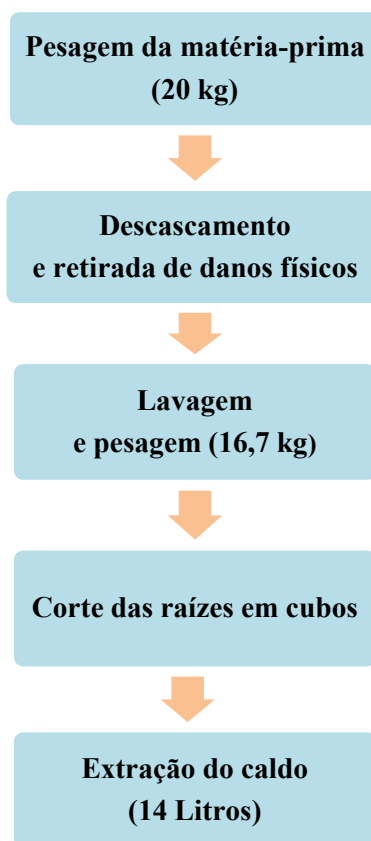 Pesagem da matéria-prima
(20 kg)
Descascamento
e retirada de danos físicos
Lavagem
e pesagem (16,7 kg)
Corte das raízes em cubos
Extração do caldo
(14 Litros)